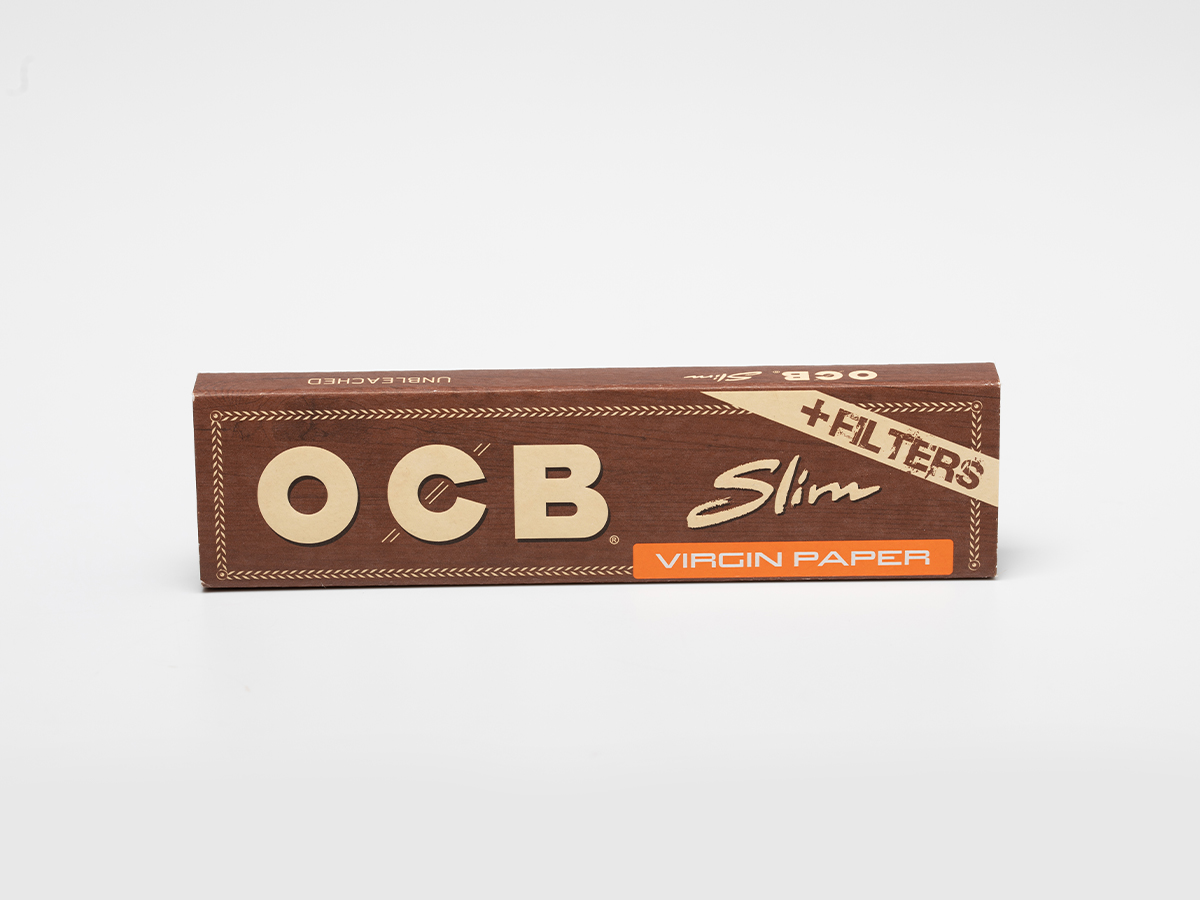 UNBLEACHED
OCB® Slim
+FILTERS
OCB®
Slim
VIRGIN PAPER